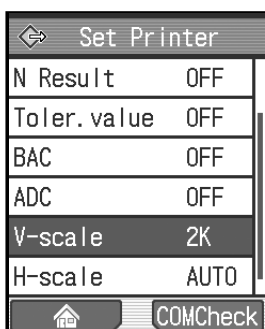 Set Printer
N Result OFF
Toler.value OFF
BAC OFF
ADC OFF
V-scale 2K
H-scale AUTO
COMCheck